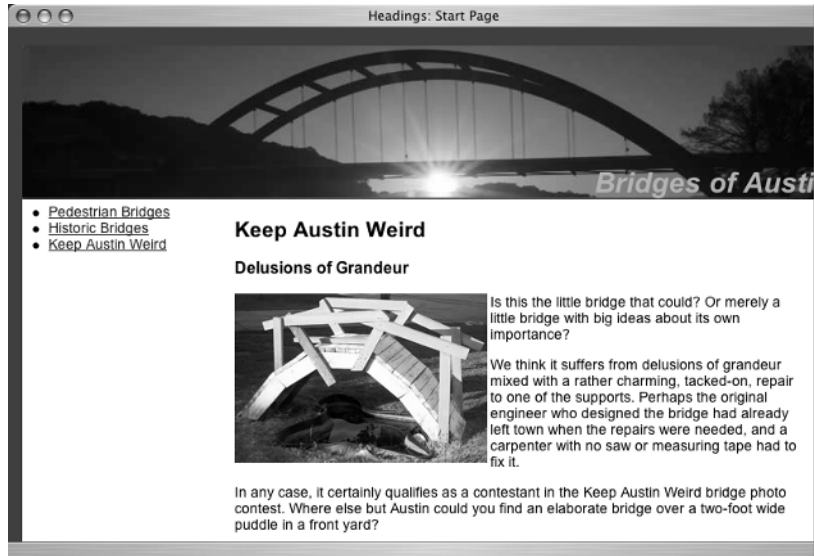 Headings: Start Page
Bridges of Austi
Pedestrian Bridges
Historic Bridges
Keep Austin Weird
Keep Austin Weird
Delusions of Grandeur
Is this the little bridge that could? Or merely a
little bridge with big ideas about its own
importance?
We think it suffers from delusions of grandeur
mixed with a rather charming, tacked-on, repair
to one of the supports. Perhaps the original
engineer who designed the bridge had already
left town when the repairs were needed, and a
carpenter with no saw or measuring tape had to
fix it.
In any case, it certainly qualifies as a contestant in the Keep Austin Weird bridge photo
contest. Where else but Austin could you find an elaborate bridge over a two-foot wide
puddle in a front yard?